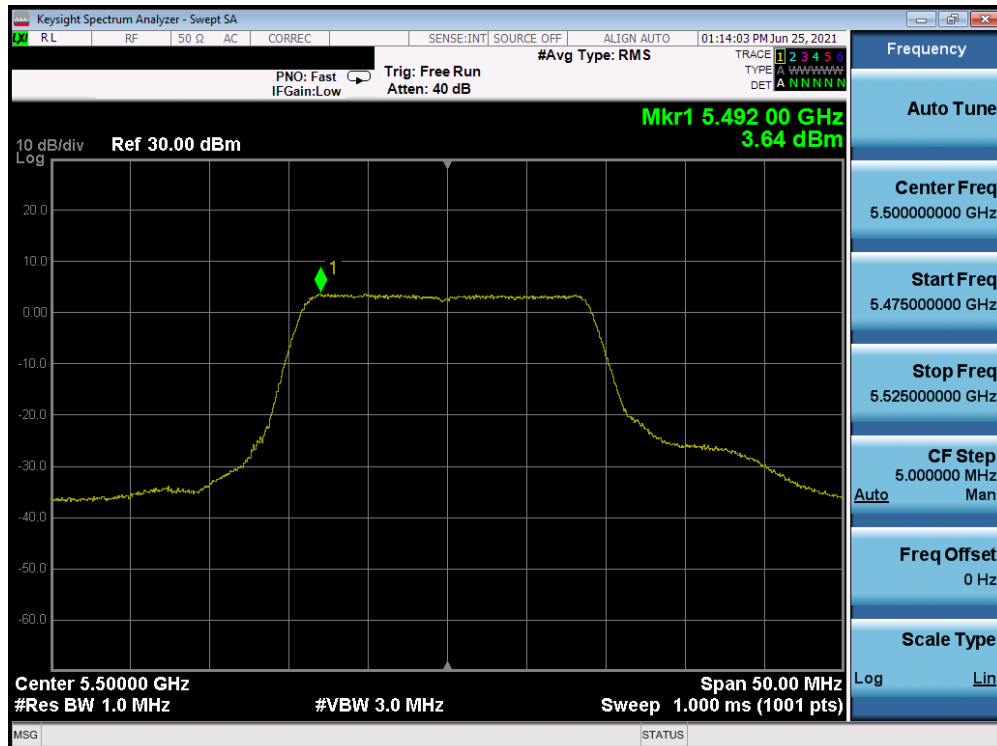 Keysight Spectrum Analyzer - Swept SA
LXI RL RF 50 Ω AC CORREC SENSE:INT SOURCE OFF ALIGN AUTO 01:14:03 PM Jun 25, 2021
#Avg Type: RMS TRACE 1 2 3 4 5 6
PNO: Fast Trig: Free Run TYPE A WWWWW
IFGain:Low Atten: 40 dB DET A N N N N N
Mkr1 5.492 00 GHz
3.64 dBm
10 dB/div Ref 30.00 dBm
Log
20.0
10.0
1
0.00
-10.0
-20.0
-30.0
-40.0
-50.0
-60.0
Center 5.50000 GHz Span 50.00 MHz
#Res BW 1.0 MHz #VBW 3.0 MHz Sweep 1.000 ms (1001 pts)
MSG STATUS
Frequency
Auto Tune
Center Freq
5.500000000 GHz
Start Freq
5.475000000 GHz
Stop Freq
5.525000000 GHz
CF Step
5.000000 MHz
Auto Man
Freq Offset
0 Hz
Scale Type
Log Lin